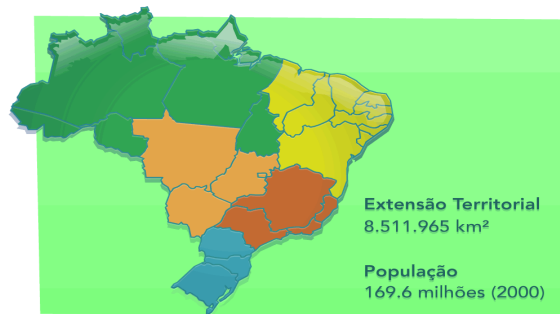 Extensão Territorial
8.511.965 km²
População
169.6 milhões (2000)